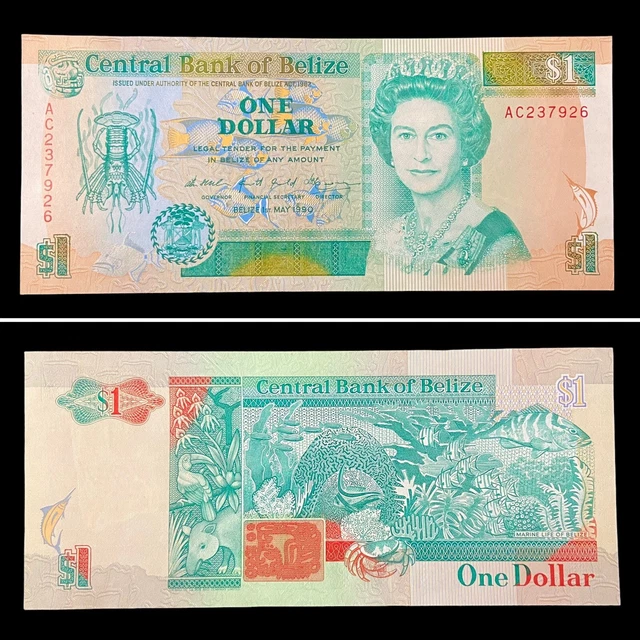 Central Bank of Belize
ISSUED UNDER AUTHORITY OF THE CENTRAL BANK OF BELIZE ACT 1982
$1
AC237926
AC237926
ONE
DOLLAR
LEGAL TENDER FOR THE PAYMENT
IN BELIZE OF ANY AMOUNT
GOVERNOR FINANCIAL SECRETARY DIRECTOR
BELIZE 1ST MAY 1990
$1
$1
Central Bank of Belize
$1
$1
MARINE LIFE OF BELIZE
$1
One Dollar